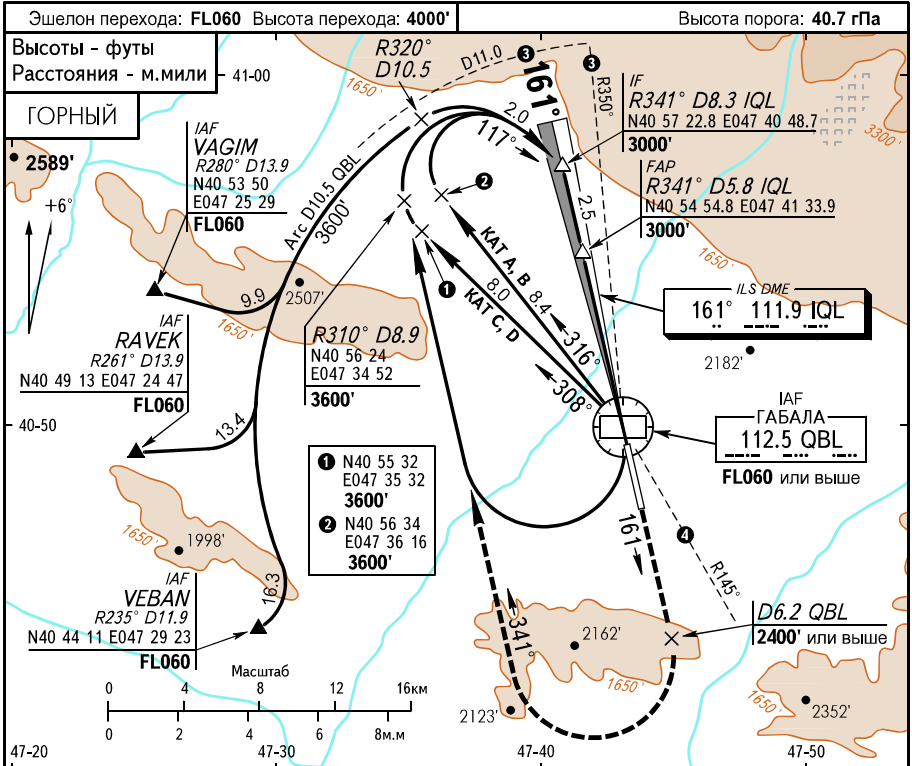 Эшелон перехода: FL060 Высота перехода: 4000'
Высота порога: 40.7 гПа
Высоты - футы
Расстояния - м.мили
ГОРНЫЙ
41-00
1650'
R320°
D10.5
D11.0
3
161°
3
R350°
2.0
117°
IF
R341° D8.3 IQL
N40 57 22.8 E047 40 48.7
3000'
1650'
3300'
2589'
+6°
IAF
VAGIM
R280° D13.9
N40 53 50
E047 25 29
FL060
Arc D10.5 QBL
3600'
2
1
FAP
R341° D5.8 IQL
N40 54 54.8 E047 41 33.9
3000'
2.5
КАТ A, B
8.4
316°
КАТ C, D
8.0
308°
9.9
2507'
1650'
ILS DME
161° 111.9 IQL
2182'
IAF
RAVEK
R261° D13.9
N40 49 13 E047 24 47
FL060
R310° D8.9
N40 56 24
E047 34 52
3600'
40-50
13.4
IAF
ГАБАЛА
112.5 QBL
FL060 или выше
1 N40 55 32
E047 35 32
3600'
2 N40 56 34
E047 36 16
3600'
161
4
R145°
1650'
1998'
16.3
IAF
VEBAN
R235° D11.9
N40 44 11 E047 29 23
FL060
341°
2162'
1650'
2123'
D6.2 QBL
2400' или выше
1650'
2352'
Масштаб
0 4 8 12 16км
0 2 4 6 8м.м
47-20
47-30
47-40
47-50